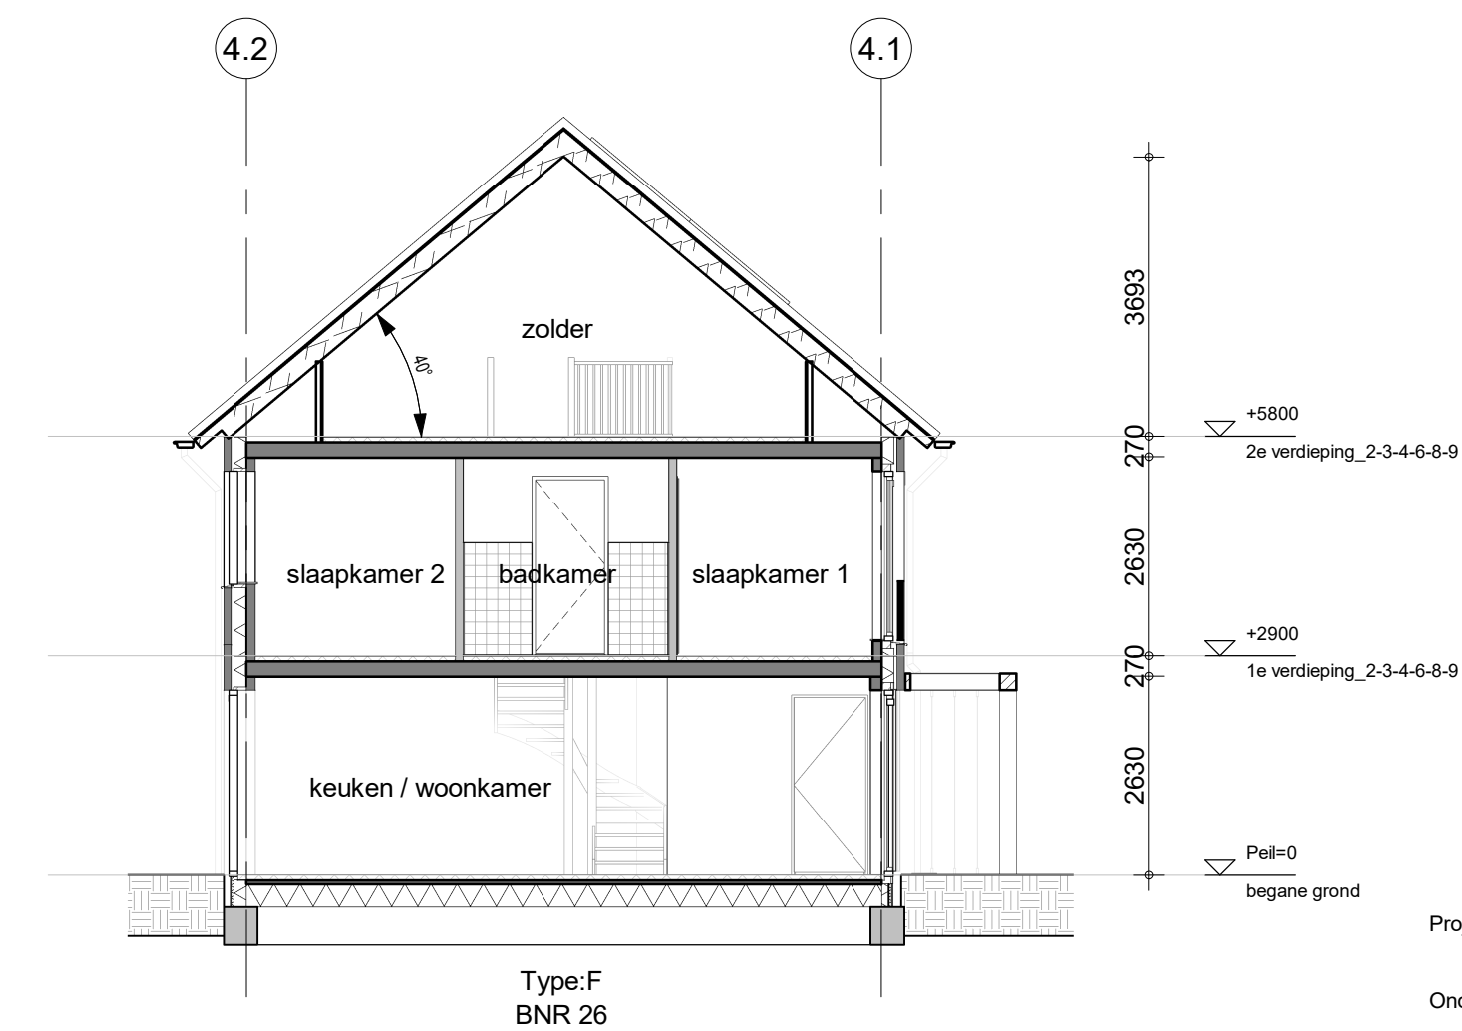 4.2
4.1
3693
zolder
40°
+5800
270
2e verdieping_2-3-4-6-8-9
2630
slaapkamer 2
badkamer
slaapkamer 1
+2900
270
1e verdieping_2-3-4-6-8-9
2630
keuken / woonkamer
Peil=0
begane grond
Type:F
BNR 26